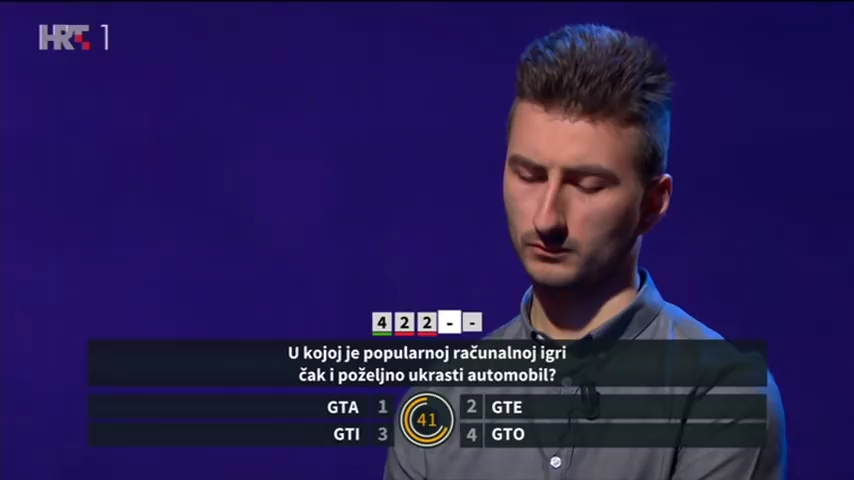 HRT 1
4 2 2 - -
U kojoj je popularnoj računalnoj igri
čak i poželjno ukrasti automobil?
GTA 1
41
2 GTE
GTI 3
4 GTO